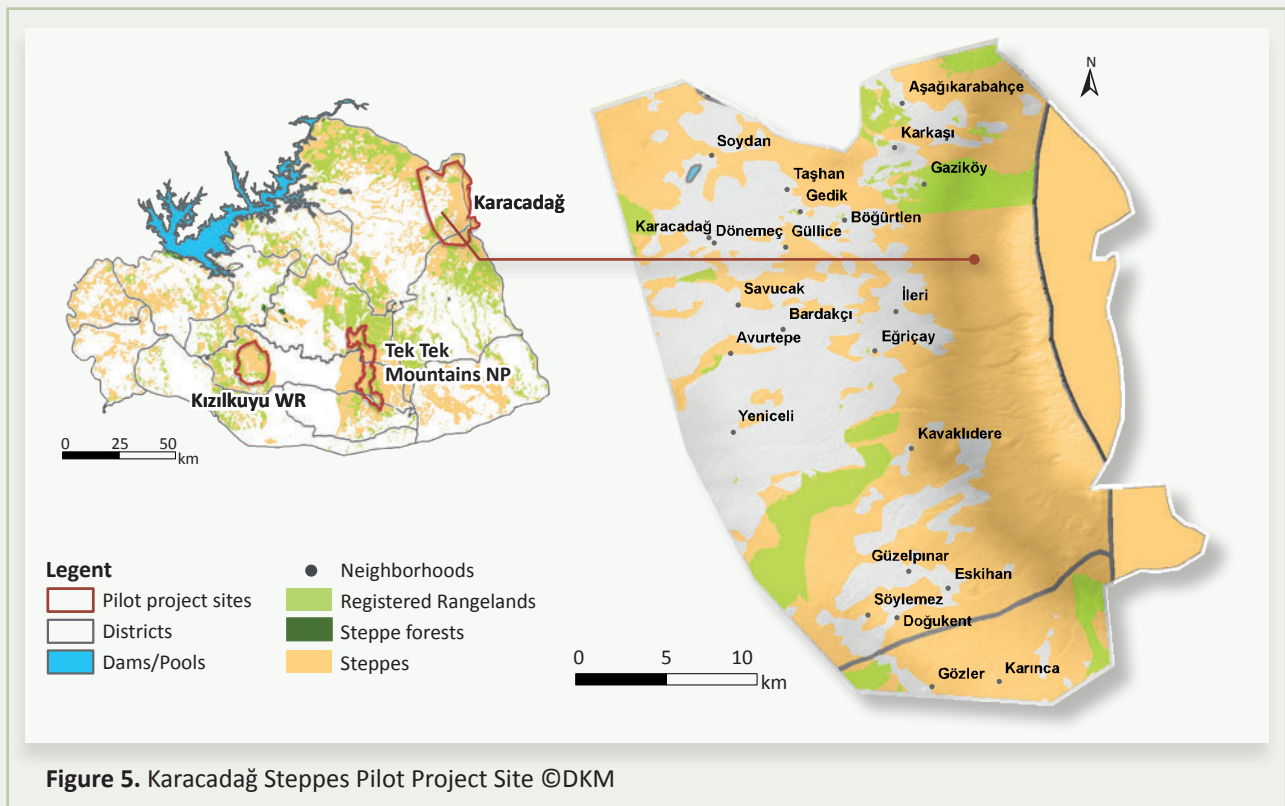 Karacadağ
Tek Tek
Mountains NP
Kızılkuyu WR
0 25 50
km
N
Aşağıkarabahçe
Karkaşı
Soydan
Gaziköy
Taşhan
Gedik
Böğürtlen
Karacadağ
Dönemeç
Güllice
Savucak
İleri
Bardakçı
Avurtepe
Eğriçay
Yeniceli
Kavaklıdere
Güzelpınar
Eskihan
Söylemez
Doğukent
Gözler
Karınca
0 5 10
km
Legent
Pilot project sites
Districts
Dams/Pools
Neighborhoods
Registered Rangelands
Steppe forests
Steppes
Figure 5. Karacadağ Steppes Pilot Project Site ©DKM